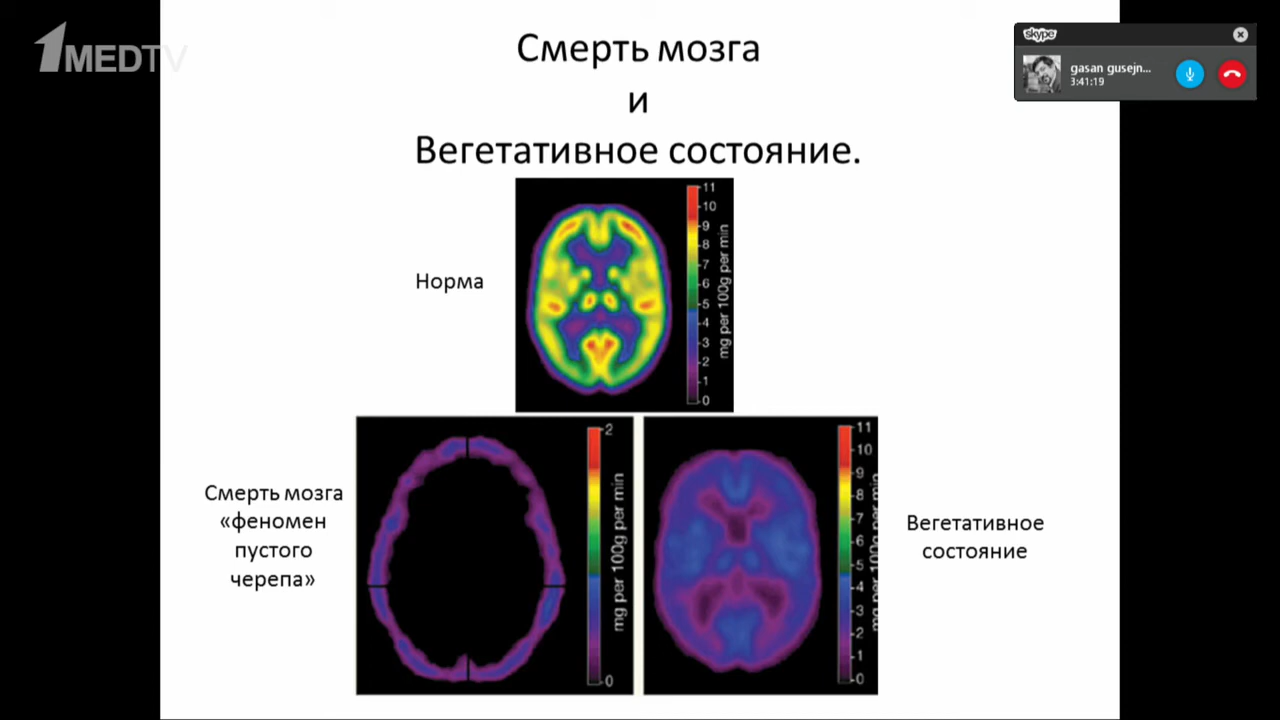 1MEDTV
Смерть мозга
и
Вегетативное состояние.
skype
gasan gusejn...
3:41:19
Норма
11
10
9
8
7
6
5
4
3
2
1
0
mg per 100g per min
Смерть мозга
«феномен
пустого
черепа»
2
0
mg per 100g per min
11
10
9
8
7
6
5
4
3
2
1
0
mg per 100g per min
Вегетативное
состояние